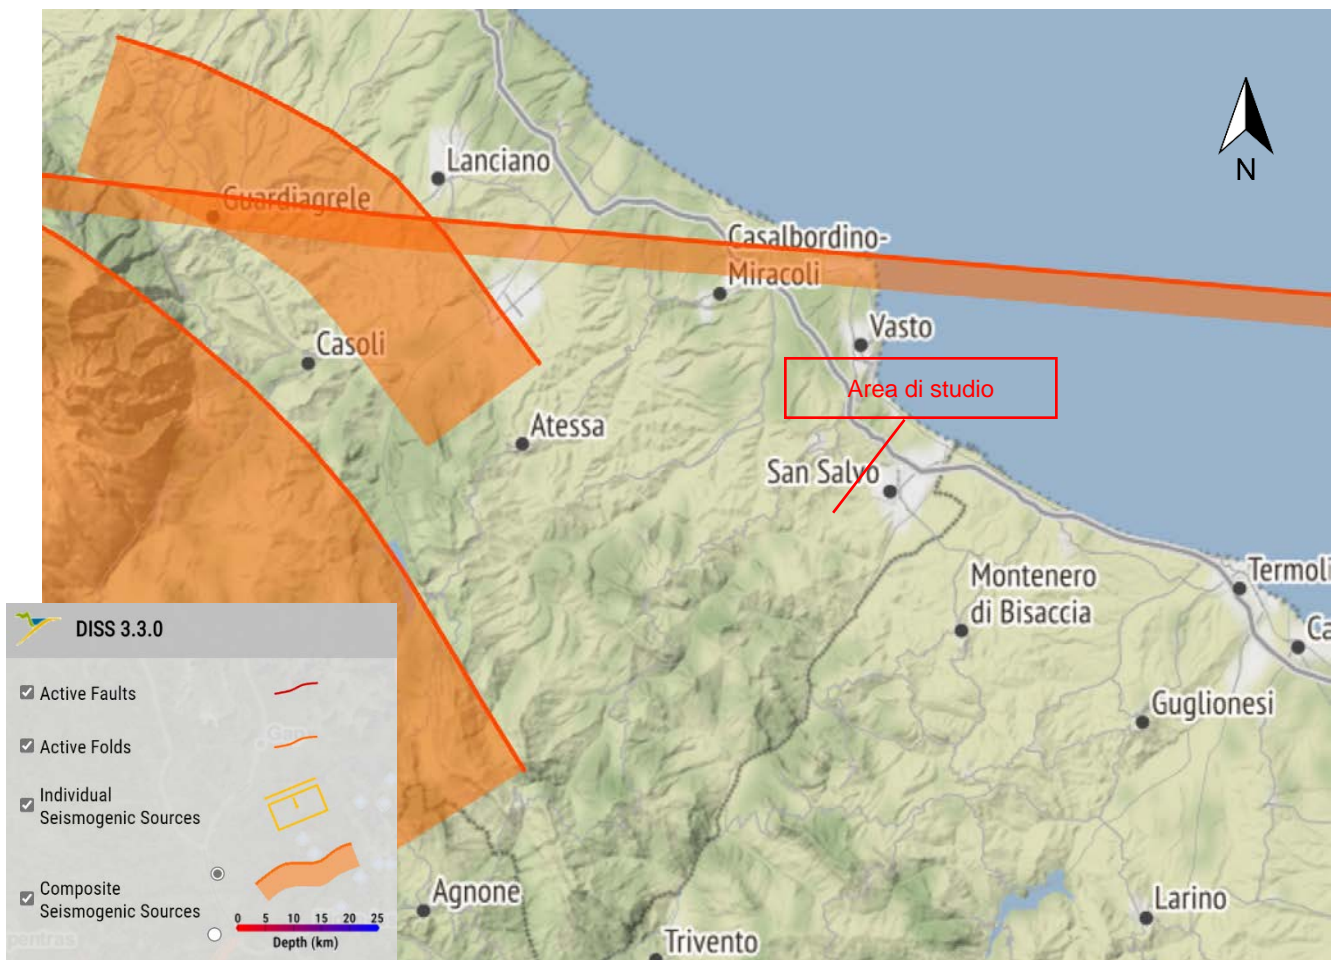 Lanciano
Guardiagrele
Casalbordino-
Miracoli
N
Vasto
Casoli
Area di studio
Atessa
San Salvo
Montenero
di Bisaccia
Termoli
Ca
Guglionesi
Larino
Agnone
Trivento
DISS 3.3.0
Active Faults
Active Folds
Individual
Seismogenic Sources
Composite
Seismogenic Sources
0 5 10 15 20 25
Depth (km)
pentras